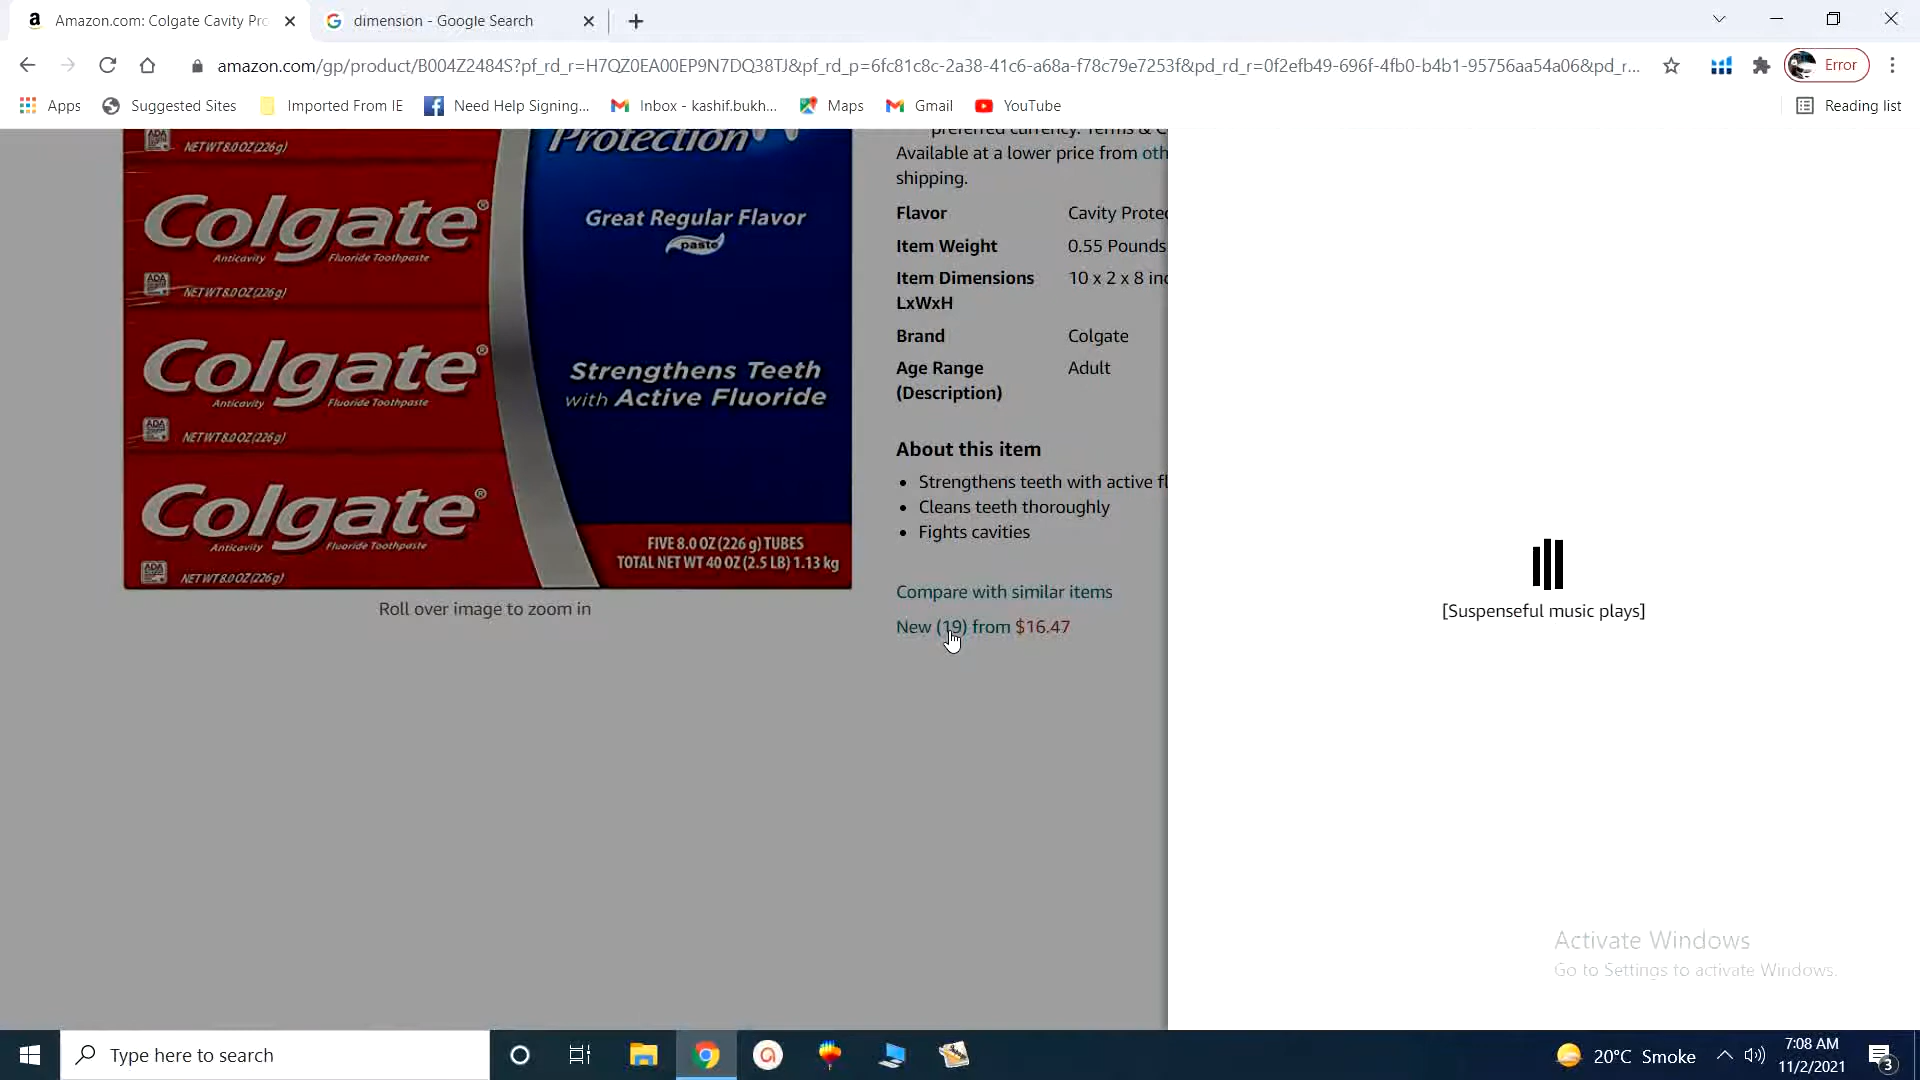 a Amazon.com: Colgate Cavity Pro
dimension - Google Search
amazon.com/gp/product/B004Z2484S?pf_rd_r=H7QZ0EA00EP9N7DQ38TJ&pf_rd_p=6fc81c8c-2a38-41c6-a68a-f78c79e7253f&pd_rd_r=0f2efb49-696f-4fb0-b4b1-95756aa54a06&pd_r...
Error
Apps
Suggested Sites
Imported From IE
Need Help Signing...
Inbox - kashif.bukh...
Maps
Gmail
YouTube
Reading list
ADA
NET WT 8.0 OZ (226 g)
Protection
Colgate®
Anticavity Fluoride Toothpaste
ADA
NET WT 8.0 OZ (226 g)
Great Regular Flavor
paste
Colgate®
Anticavity Fluoride Toothpaste
ADA
NET WT 8.0 OZ (226 g)
Strengthens Teeth
with Active Fluoride
Colgate®
Anticavity Fluoride Toothpaste
ADA
NET WT 8.0 OZ (226 g)
FIVE 8.0 OZ (226 g) TUBES
TOTAL NET WT 40 OZ (2.5 LB) 1.13 kg
Roll over image to zoom in
preferred currency. Terms & C
Available at a lower price from oth
shipping.
Flavor Cavity Protec
Item Weight 0.55 Pounds
Item Dimensions 10 x 2 x 8 inc
LxWxH
Brand Colgate
Age Range Adult
(Description)
About this item
• Strengthens teeth with active fl
• Cleans teeth thoroughly
• Fights cavities
Compare with similar items
New (19) from $16.47
[Suspenseful music plays]
Activate Windows
Go to Settings to activate Windows.
Type here to search
20°C Smoke
7:08 AM
11/2/2021
3